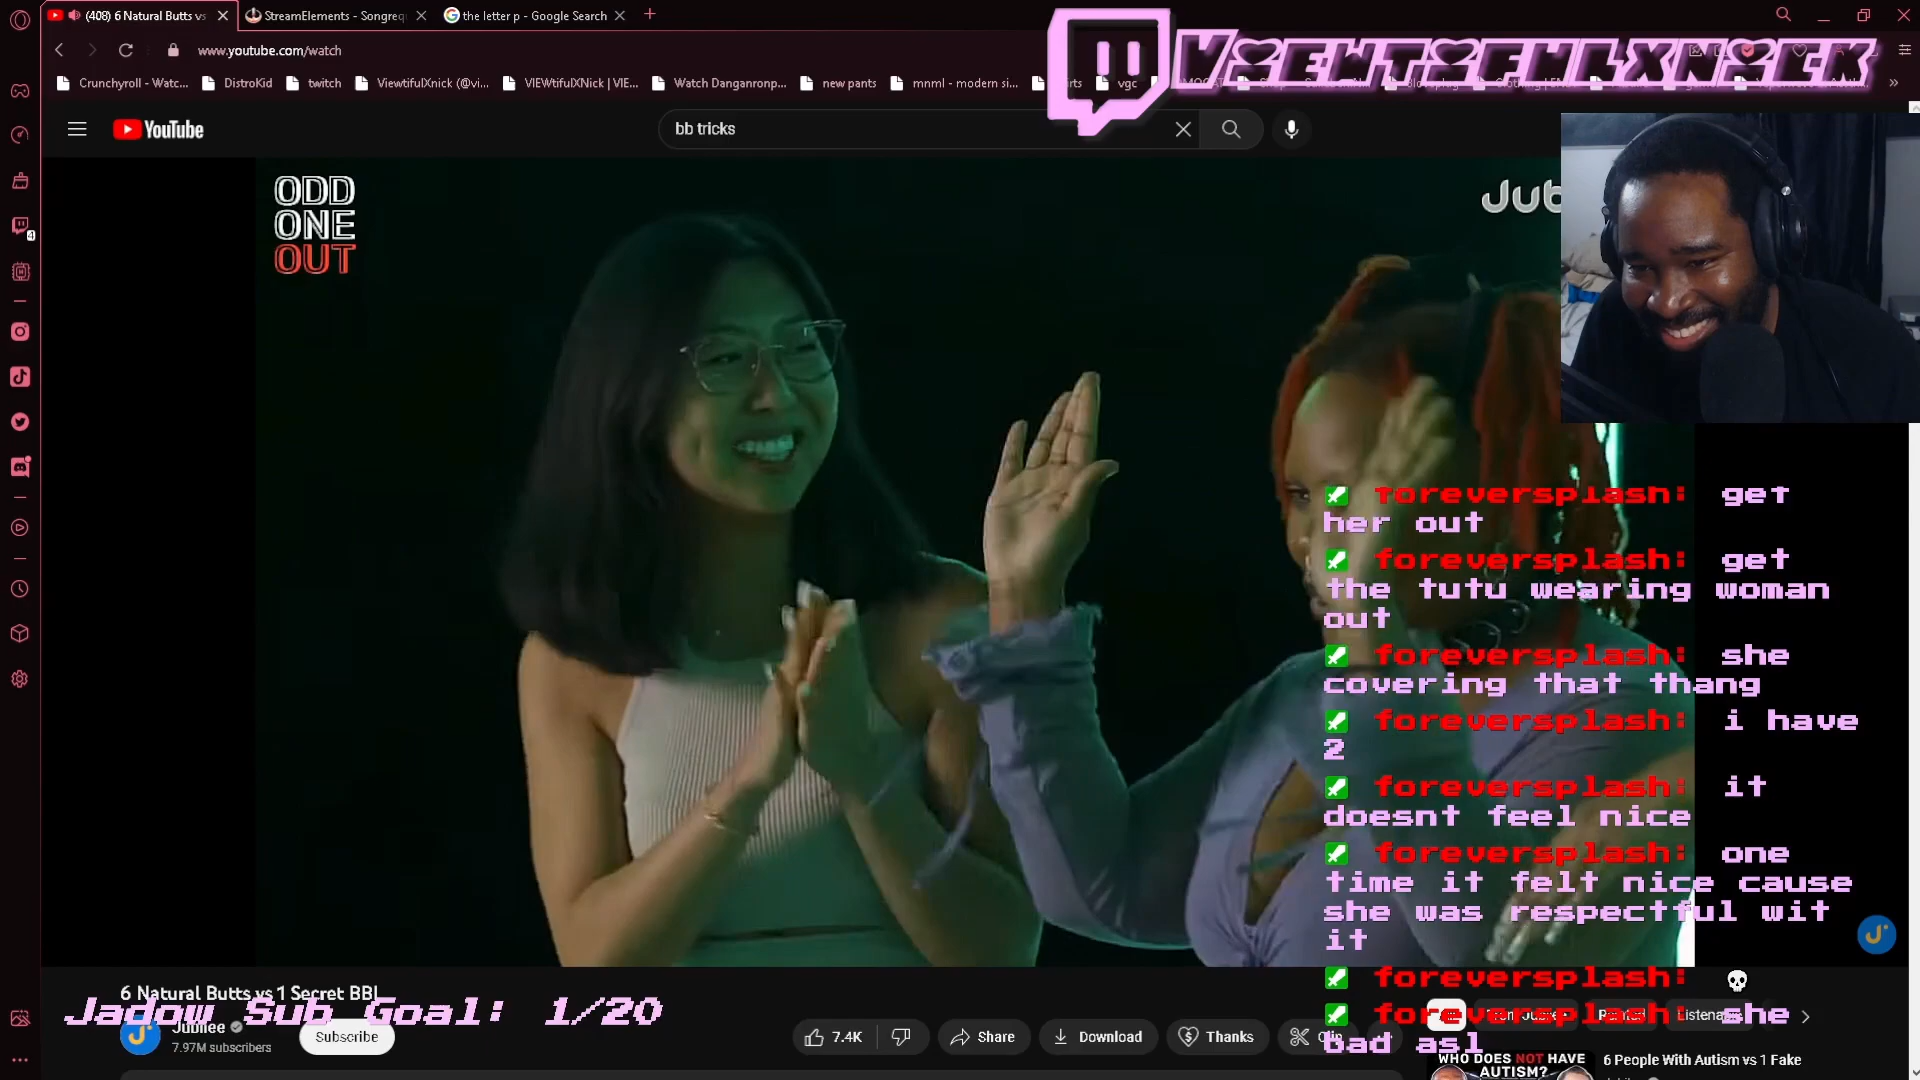 (408) 6 Natural Butts vs
StreamElements - Songreq
the letter p - Google Search
www.youtube.com/watch
Crunchyroll - Watc...
DistroKid
twitch
ViewtifulXnick (@vi...
VIEWtifulXNick | VIE...
Watch Danganronp...
new pants
mnml - modern si...
vgc
VIEWTIFULXNICK
4
YouTube
bb tricks
ODD
ONE
OUT
Jub
foreversplash: get
her out
foreversplash: get
the tutu wearing woman
out
foreversplash: she
covering that thang
foreversplash: i have
2
foreversplash: it
doesnt feel nice
foreversplash: one
time it felt nice cause
she was respectful wit
it
foreversplash: 💀
foreversplash: she
bad asl
6 Natural Butts vs 1 Secret BBL
Jadow Sub Goal: 1/20
Jubilee
7.97M subscribers
Subscribe
7.4K
Share
Download
Thanks
Clip
WHO DOES NOT HAVE
AUTISM?
6 People With Autism vs 1 Fake